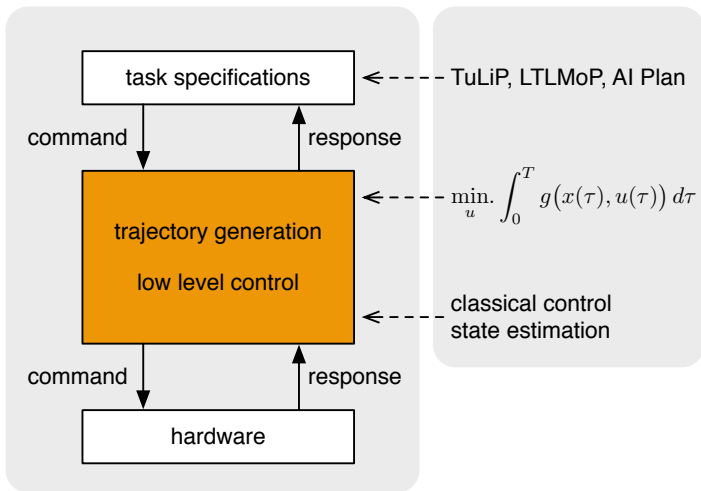 task specifications
TuLiP, LTLMoP, AI Plan
command
response
trajectory generation
min. ∫₀ᵀ g(x(τ), u(τ)) dτ
u
low level control
classical control
state estimation
command
response
hardware